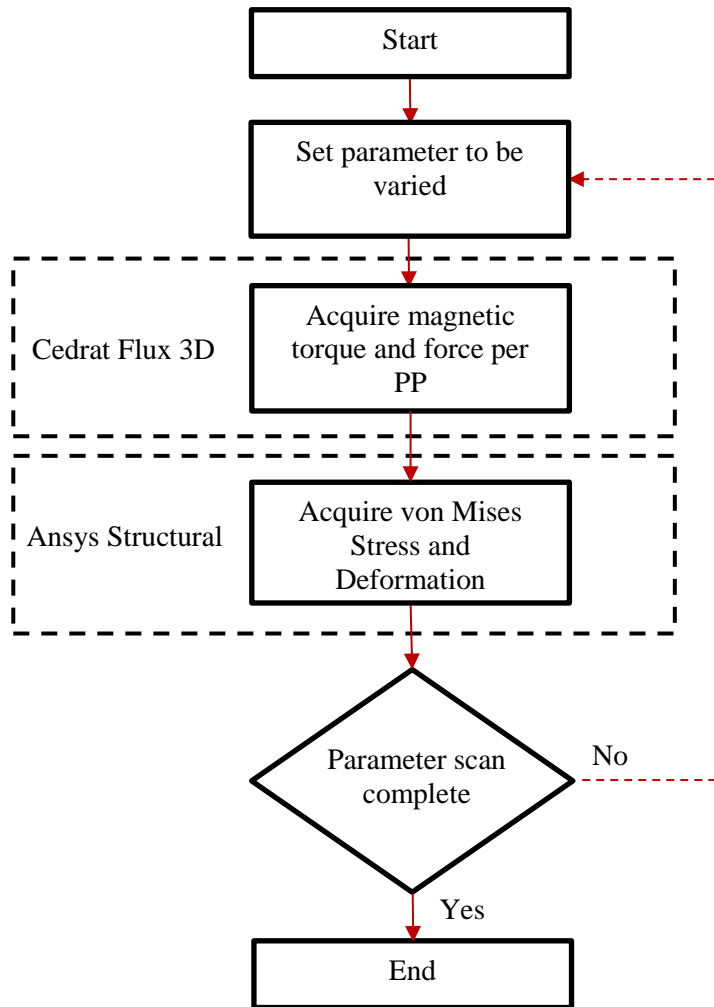 Start
Set parameter to be
varied
Cedrat Flux 3D
Acquire magnetic
torque and force per
PP
Ansys Structural
Acquire von Mises
Stress and
Deformation
Parameter scan
complete
No
Yes
End